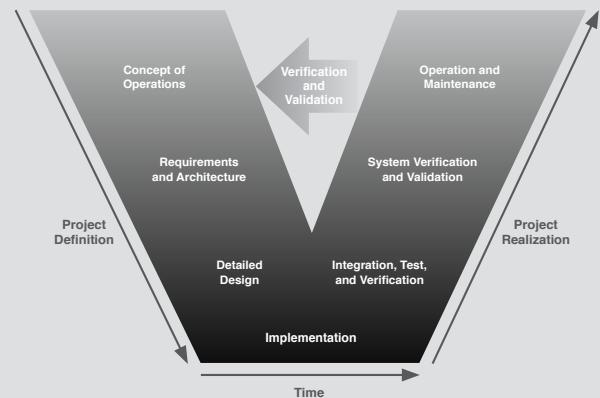 Concept of
Operations
Verification
and
Validation
Operation and
Maintenance
Requirements
and Architecture
System Verification
and Validation
Project
Definition
Project
Realization
Detailed
Design
Integration, Test,
and Verification
Implementation
Time